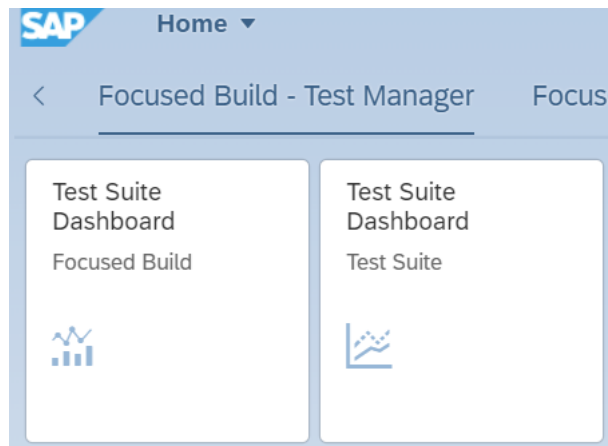 SAP
Home
Focused Build - Test Manager
Focus
Test Suite
Dashboard
Focused Build
Test Suite
Dashboard
Test Suite